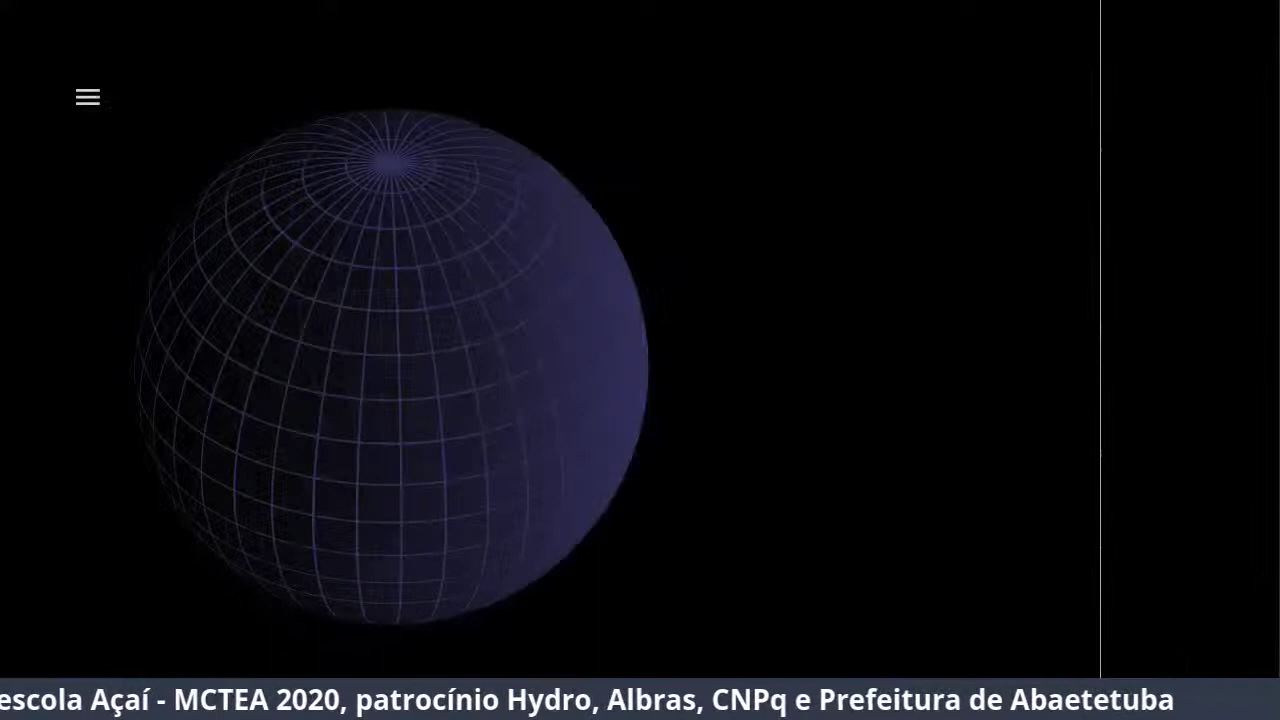 escola Açaí - MCTEA 2020, patrocínio Hydro, Albras, CNPq e Prefeitura de Abaetetuba